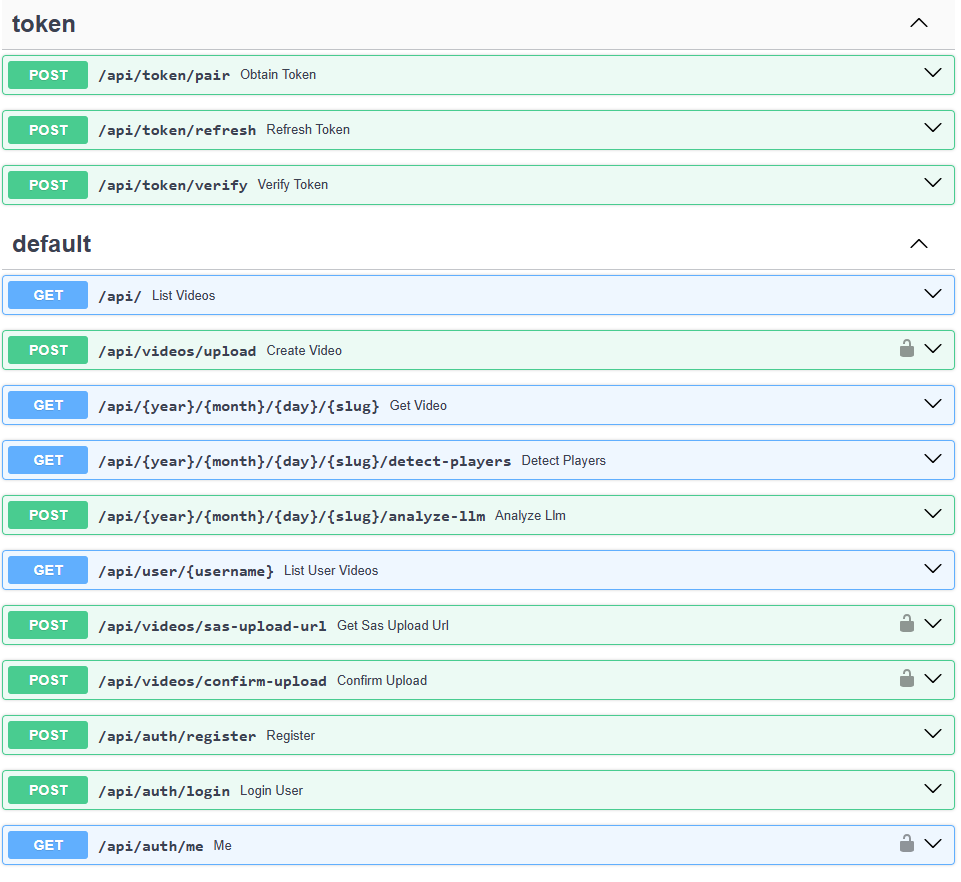 token
POST /api/token/pair Obtain Token
POST /api/token/refresh Refresh Token
POST /api/token/verify Verify Token
default
GET /api/ List Videos
POST /api/videos/upload Create Video
GET /api/{year}/{month}/{day}/{slug} Get Video
GET /api/{year}/{month}/{day}/{slug}/detect-players Detect Players
POST /api/{year}/{month}/{day}/{slug}/analyze-llm Analyze Llm
GET /api/user/{username} List User Videos
POST /api/videos/sas-upload-url Get Sas Upload Url
POST /api/videos/confirm-upload Confirm Upload
POST /api/auth/register Register
POST /api/auth/login Login User
GET /api/auth/me Me